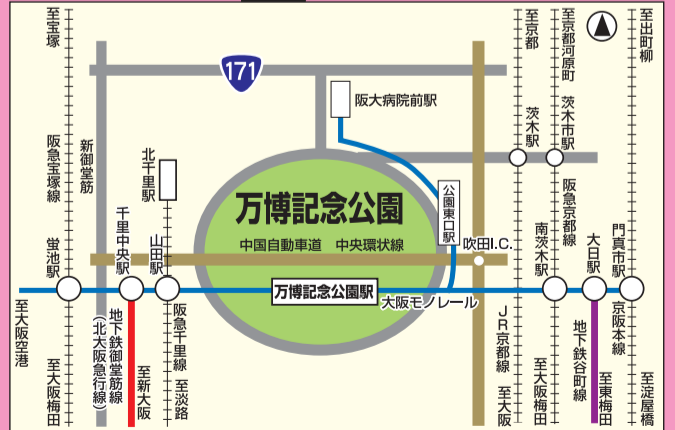 至宝塚
阪急宝塚線
蛍池駅
至大阪空港
至大阪梅田
新御堂筋
千里中央駅
地下鉄御堂筋線
(北大阪急行線)
至新大阪
北千里駅
山田駅
阪急千里線
至淡路
171
阪大病院前駅
万博記念公園
中国自動車道 中央環状線
万博記念公園駅
大阪モノレール
公園東口駅
吹田I.C.
至京都
茨木駅
JR京都線
至大阪
至京都河原町
茨木市駅
阪急京都線
南茨木駅
至大阪梅田
大日駅
地下鉄谷町線
至東梅田
至出町柳
門真市駅
京阪本線
至淀屋橋